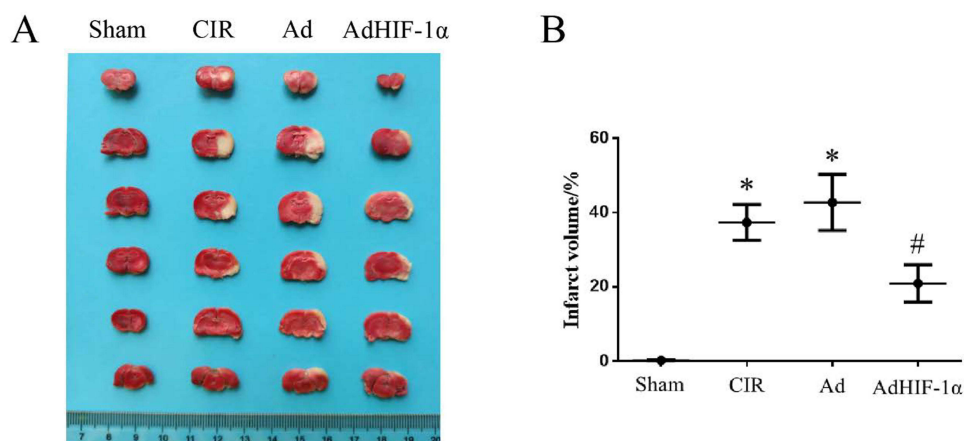 A
Sham CIR Ad AdHIF-1α
7 8 9 10 11 12 13 14 15 16 17 18 19 20
B
Infarct volume/%
60
*
*
40
#
20
0
Sham CIR Ad AdHIF-1α